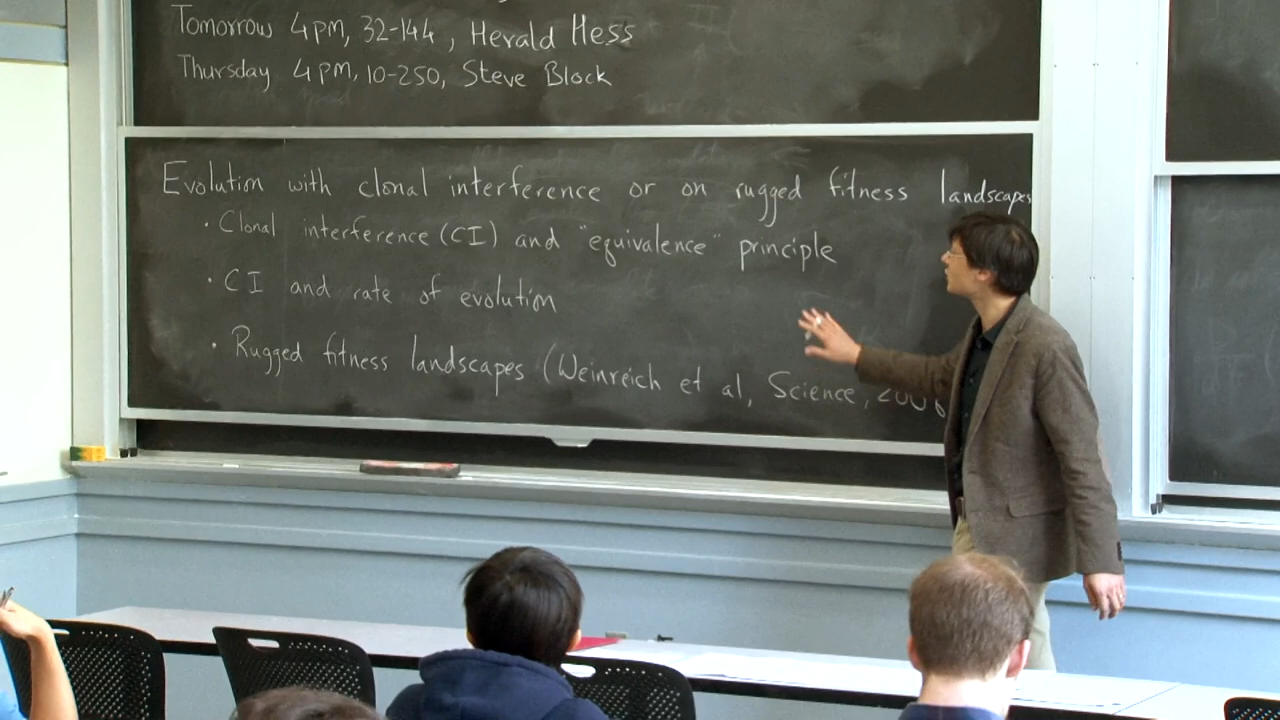 Tomorrow 4pm, 32-144, Herald Hess
Thursday 4pm, 10-250, Steve Block
Evolution with clonal interference or on rugged fitness landscapes
• Clonal interference (CI) and "equivalence" principle
• CI and rate of evolution
• Rugged fitness landscapes (Weinreich et al, Science, 2006